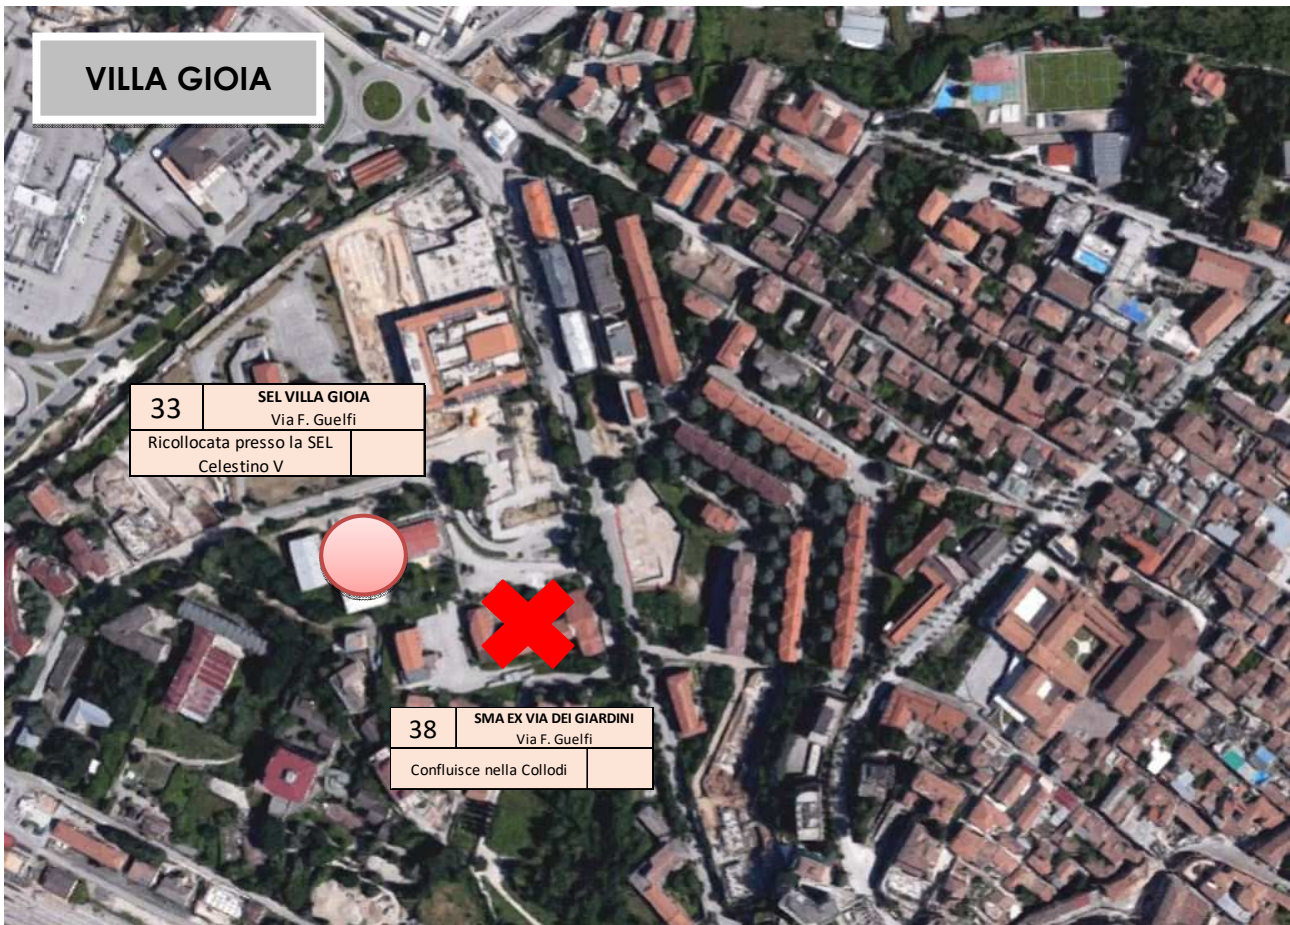 VILLA GIOIA
33
SEL VILLA GIOIA
Via F. Guelfi
Ricollocata presso la SEL
Celestino V
38
SMA EX VIA DEI GIARDINI
Via F. Guelfi
Confluisce nella Collodi